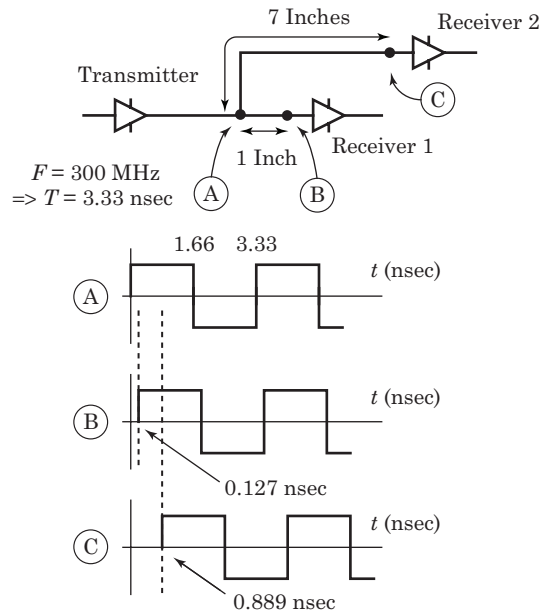 7 Inches
Receiver 2
Transmitter
C
Receiver 1
1 Inch
F = 300 MHz
=> T = 3.33 nsec
A
B
1.66 3.33
t (nsec)
A
t (nsec)
B
0.127 nsec
t (nsec)
C
0.889 nsec